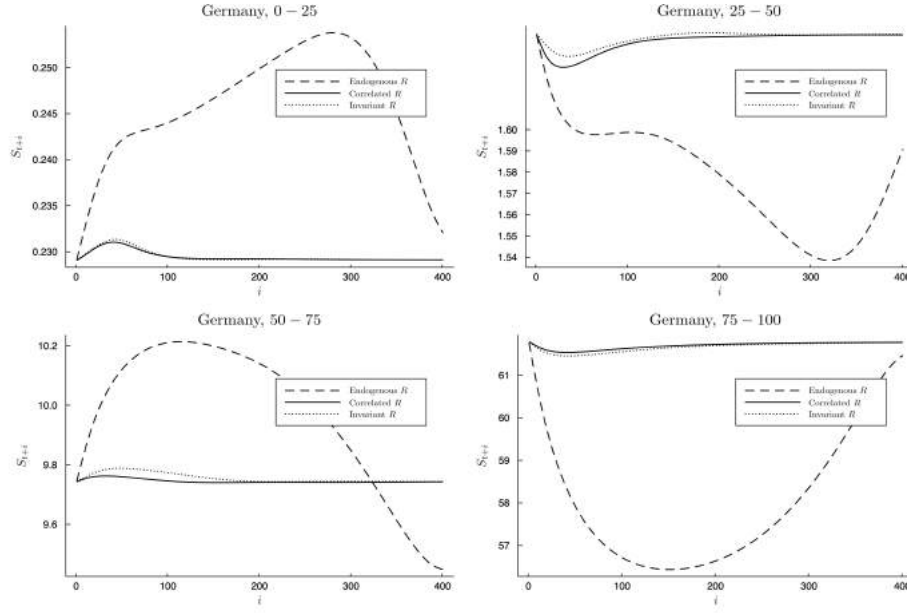 Germany, 0 – 25
0.250
0.245
0.240
0.235
0.230
S_{t+i}
Endogenous R
Correlated R
Invariant R
0 100 200 300 400
i
Germany, 25 – 50
1.60
1.59
1.58
1.57
1.56
1.55
1.54
S_{t+i}
Endogenous R
Correlated R
Invariant R
0 100 200 300 400
i
Germany, 50 – 75
10.2
10.0
9.8
9.6
S_{t+i}
Endogenous R
Correlated R
Invariant R
0 100 200 300 400
i
Germany, 75 – 100
61
60
59
58
57
S_{t+i}
Endogenous R
Correlated R
Invariant R
0 100 200 300 400
i